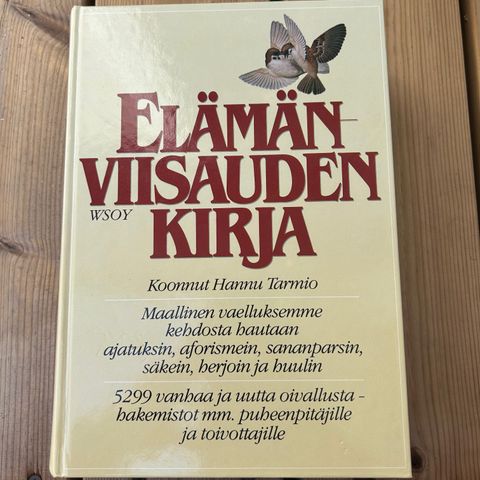 ELÄMÄN-
VIISAUDEN
WSOY
KIRJA
Koonnut Hannu Tarmio
Maallinen vaelluksemme
kehdosta hautaan
ajatuksin, aforismein, sananparsin,
säkein, herjoin ja huulin
5299 vanhaa ja uutta oivallusta -
hakemistot mm. puheenpitäjille
ja toivottajille